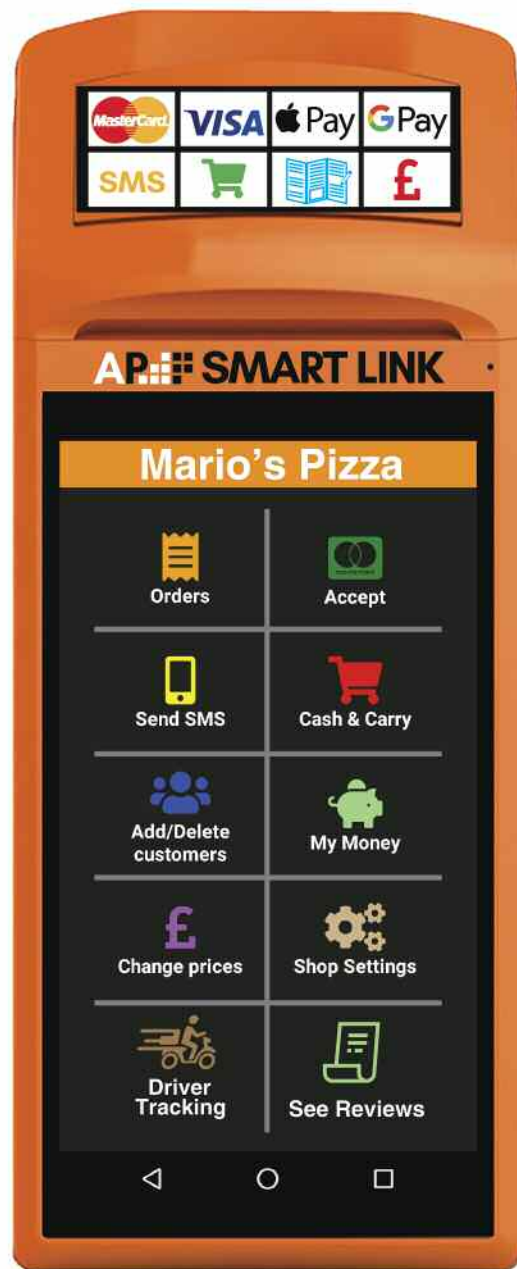 MasterCard VISA Pay G Pay
SMS £
AP SMART LINK
Mario's Pizza
Orders
Accept
Send SMS
Cash & Carry
Add/Delete
customers
My Money
£
Change prices
Shop Settings
Driver
Tracking
See Reviews